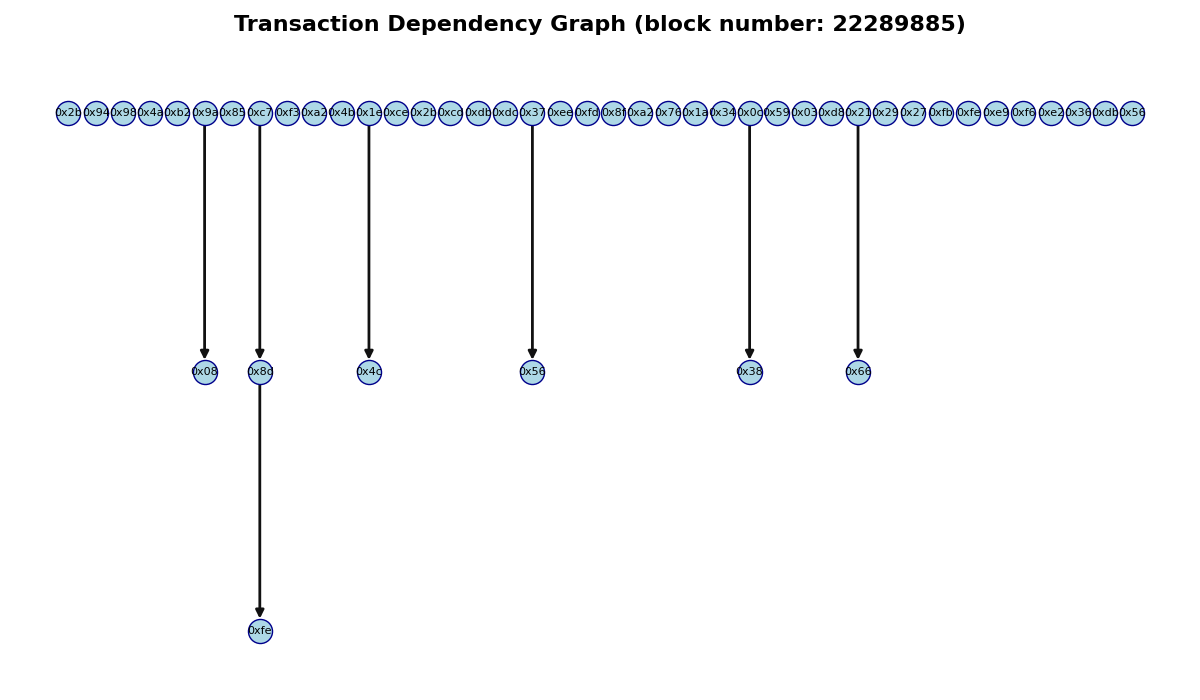 Transaction Dependency Graph (block number: 22289885)
0x2b 0x94 0x98 0x4a 0xb2 0x9a 0x85 0xc7 0xf3 0xa2 0x4b 0x1e 0xce 0x2b 0xcd 0xdb 0xdc 0x37 0xee 0xfd 0x8f 0xa2 0x76 0x1a 0x34 0x0c 0x59 0x03 0xd8 0x21 0x29 0x27 0xfb 0xfe 0xe9 0xf6 0xe2 0x36 0xdb 0x56
0x08 0x8d 0x4c 0x56 0x38 0x66
0xfe